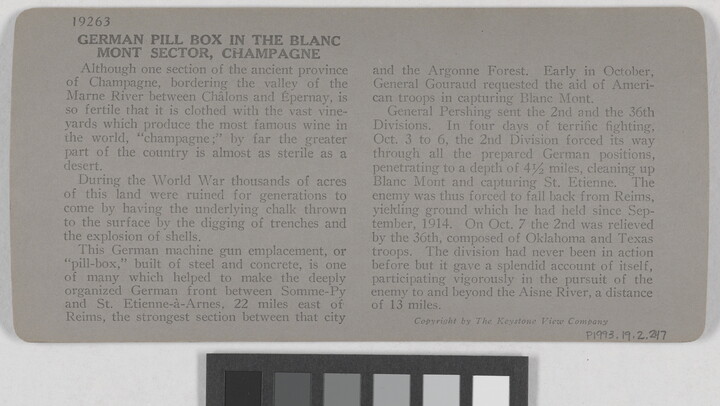 19263
GERMAN PILL BOX IN THE BLANC
MONT SECTOR, CHAMPAGNE
Although one section of the ancient province
of Champagne, bordering the valley of the
Marne River between Châlons and Épernay, is
so fertile that it is clothed with the vast vine-
yards which produce the most famous wine in
the world, "champagne;" by far the greater
part of the country is almost as sterile as a
desert.
During the World War thousands of acres
of this land were ruined for generations to
come by having the underlying chalk thrown
to the surface by the digging of trenches and
the explosion of shells.
This German machine gun emplacement, or
"pill-box," built of steel and concrete, is one
of many which helped to make the deeply
organized German front between Somme-Py
and St. Etienne-à-Arnes, 22 miles east of
Reims, the strongest section between that city
and the Argonne Forest. Early in October,
General Gouraud requested the aid of Ameri-
can troops in capturing Blanc Mont.
General Pershing sent the 2nd and the 36th
Divisions. In four days of terrific fighting,
Oct. 3 to 6, the 2nd Division forced its way
through all the prepared German positions,
penetrating to a depth of 4½ miles, cleaning up
Blanc Mont and capturing St. Etienne. The
enemy was thus forced to fall back from Reims,
yielding ground which he had held since Sep-
tember, 1914. On Oct. 7 the 2nd was relieved
by the 36th, composed of Oklahoma and Texas
troops. The division had never been in action
before but it gave a splendid account of itself,
participating vigorously in the pursuit of the
enemy to and beyond the Aisne River, a distance
of 13 miles.
Copyright by The Keystone View Company
P1993.19.2.217